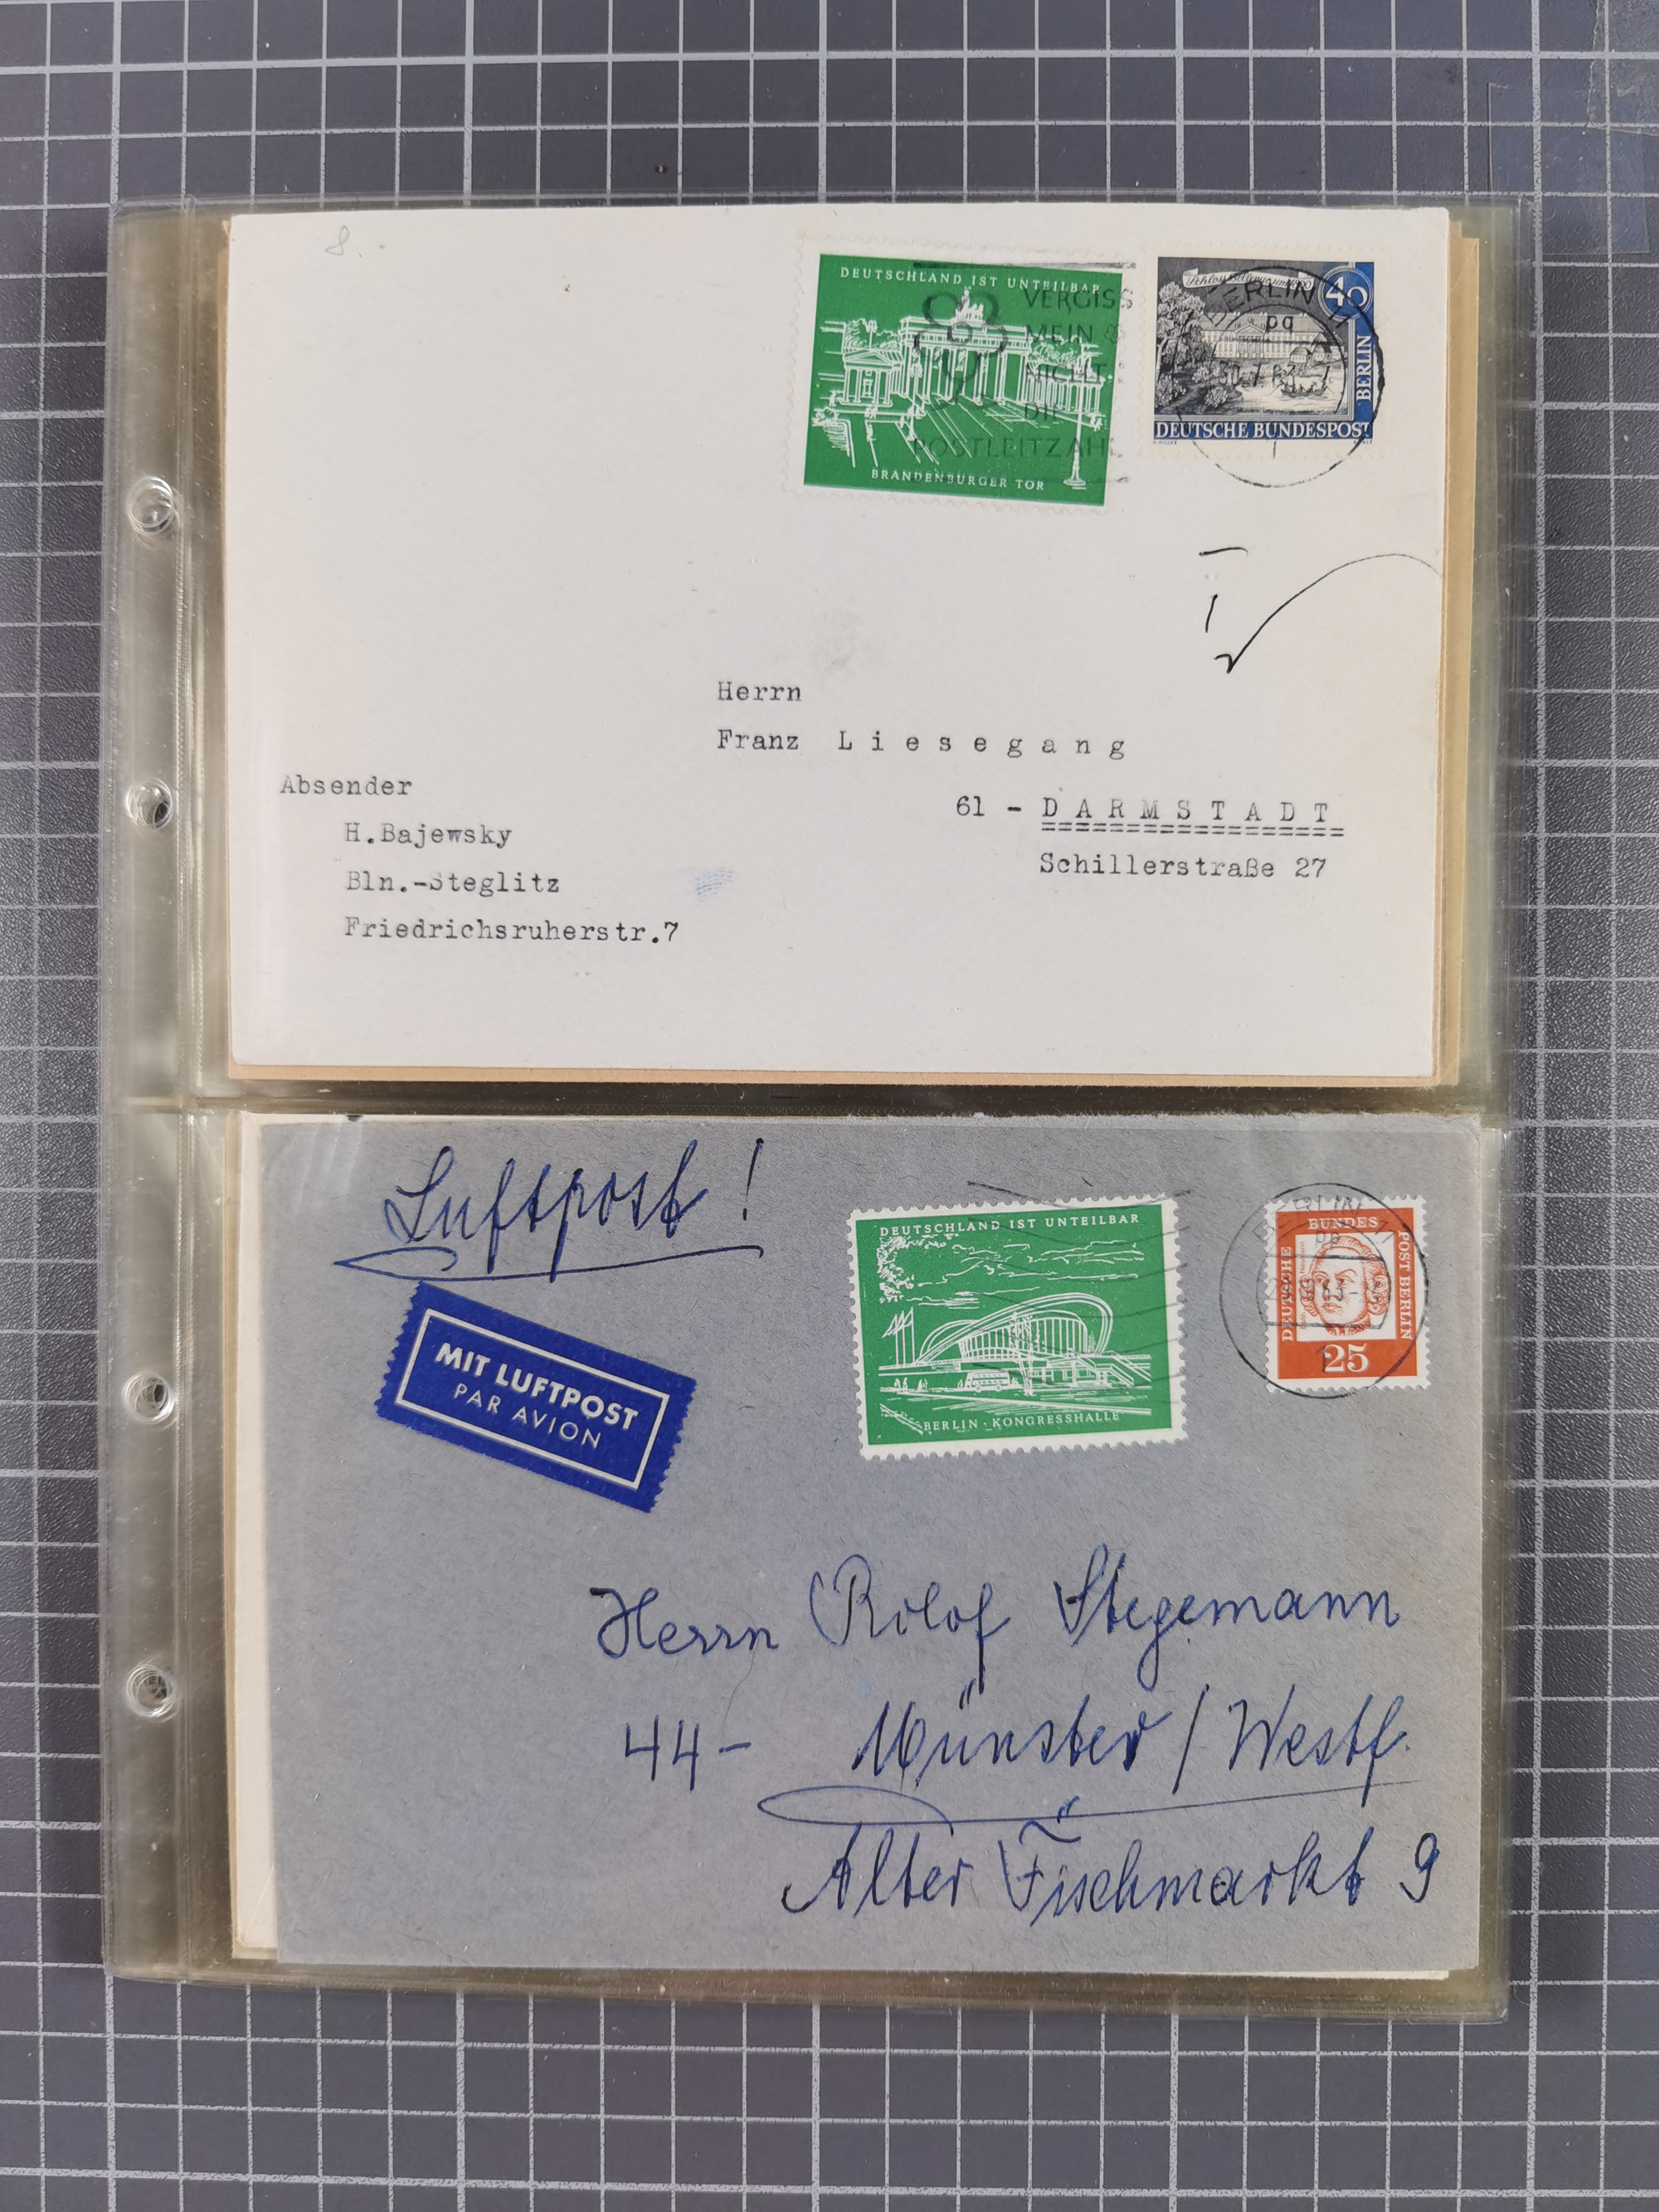 8.-
DEUTSCHLAND IST UNTEILBAR
BRANDENBURGER TOR
VERGISS
MEIN
NICHT
DIE
POSTLEITZAHL
40
BERLIN
DEUTSCHE BUNDESPOST
BERLIN 11
pq
Herrn
Franz Liesegang
61 - DARMSTADT
Schillerstraße 27
Absender
H.Bajewsky
Bln.-Steglitz
Friedrichsruherstr.7
Luftpost!
MIT LUFTPOST
PAR AVION
DEUTSCHLAND IST UNTEILBAR
BERLIN · KONGRESSHALLE
BERLIN
DEUTSCHE
BUNDES
POST BERLIN
25
Herrn Rolof Stegemann
44- Münster / Westf.
Alter Fischmarkt 9